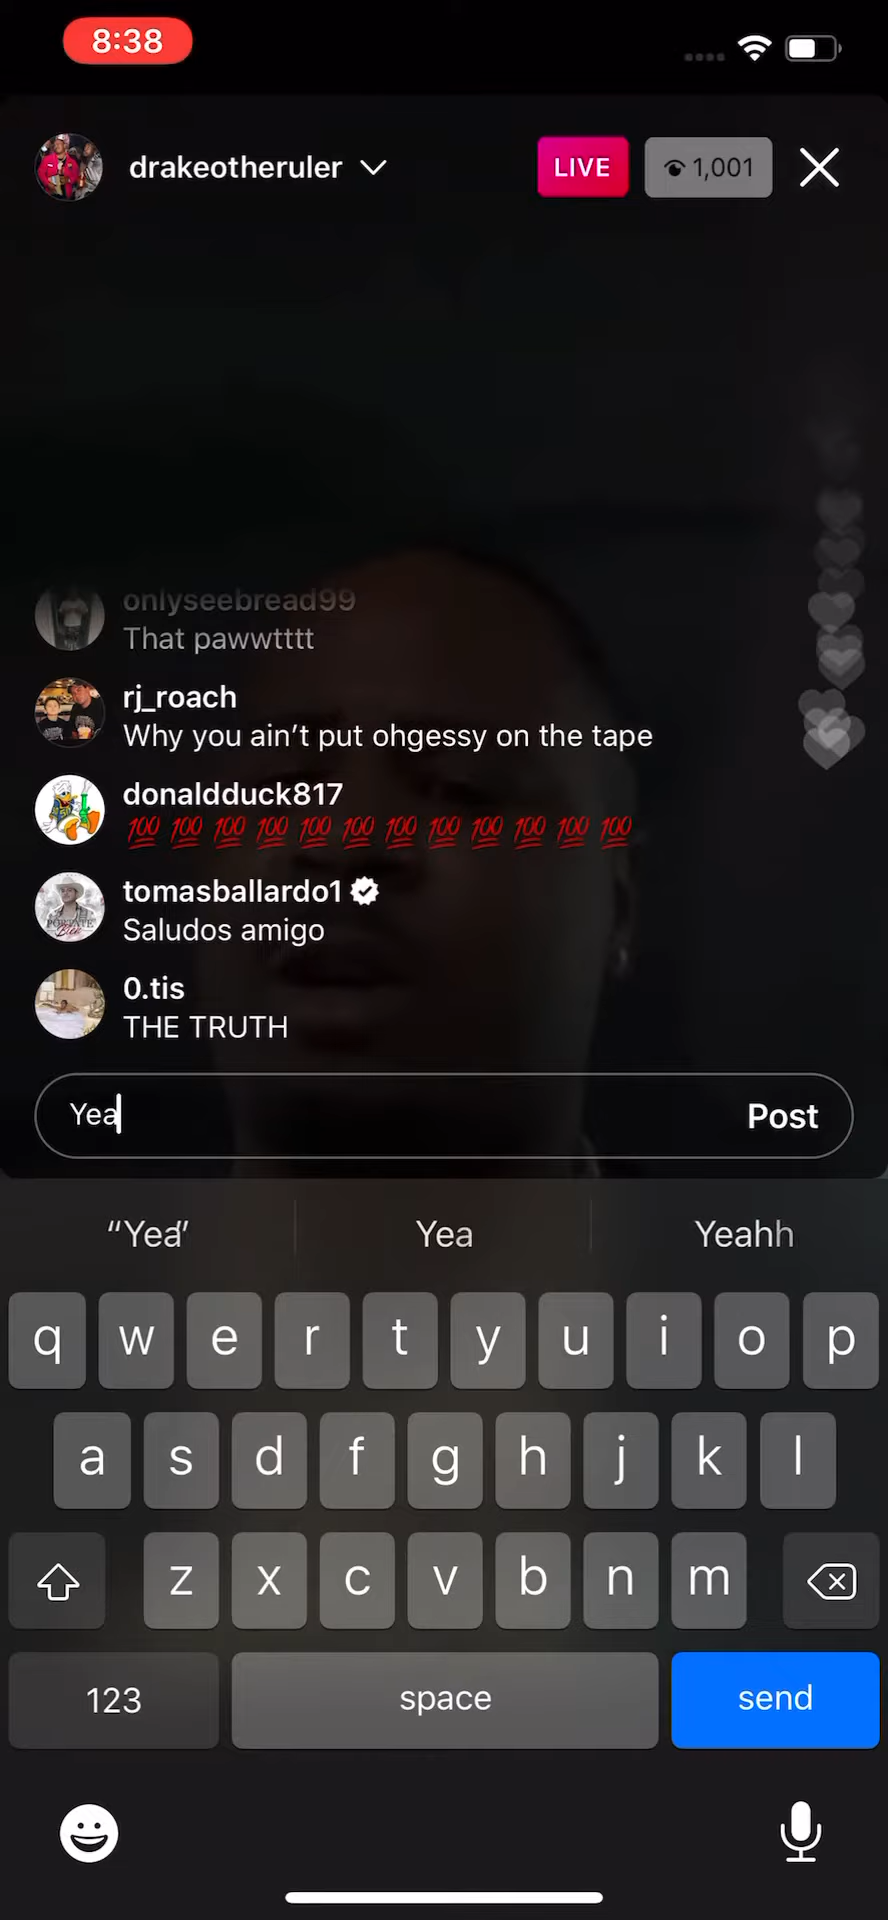 8:38
drakeotheruler
LIVE
1,001
onlyseebread99
That pawwtttt
rj_roach
Why you ain’t put ohgessy on the tape
donaldduck817
💯💯💯💯💯💯💯💯💯💯💯💯
tomasballardo1
Saludos amigo
0.tis
THE TRUTH
Yea
Post
“Yea” Yea Yeahh
q w e r t y u i o p
a s d f g h j k l
z x c v b n m
123 space send